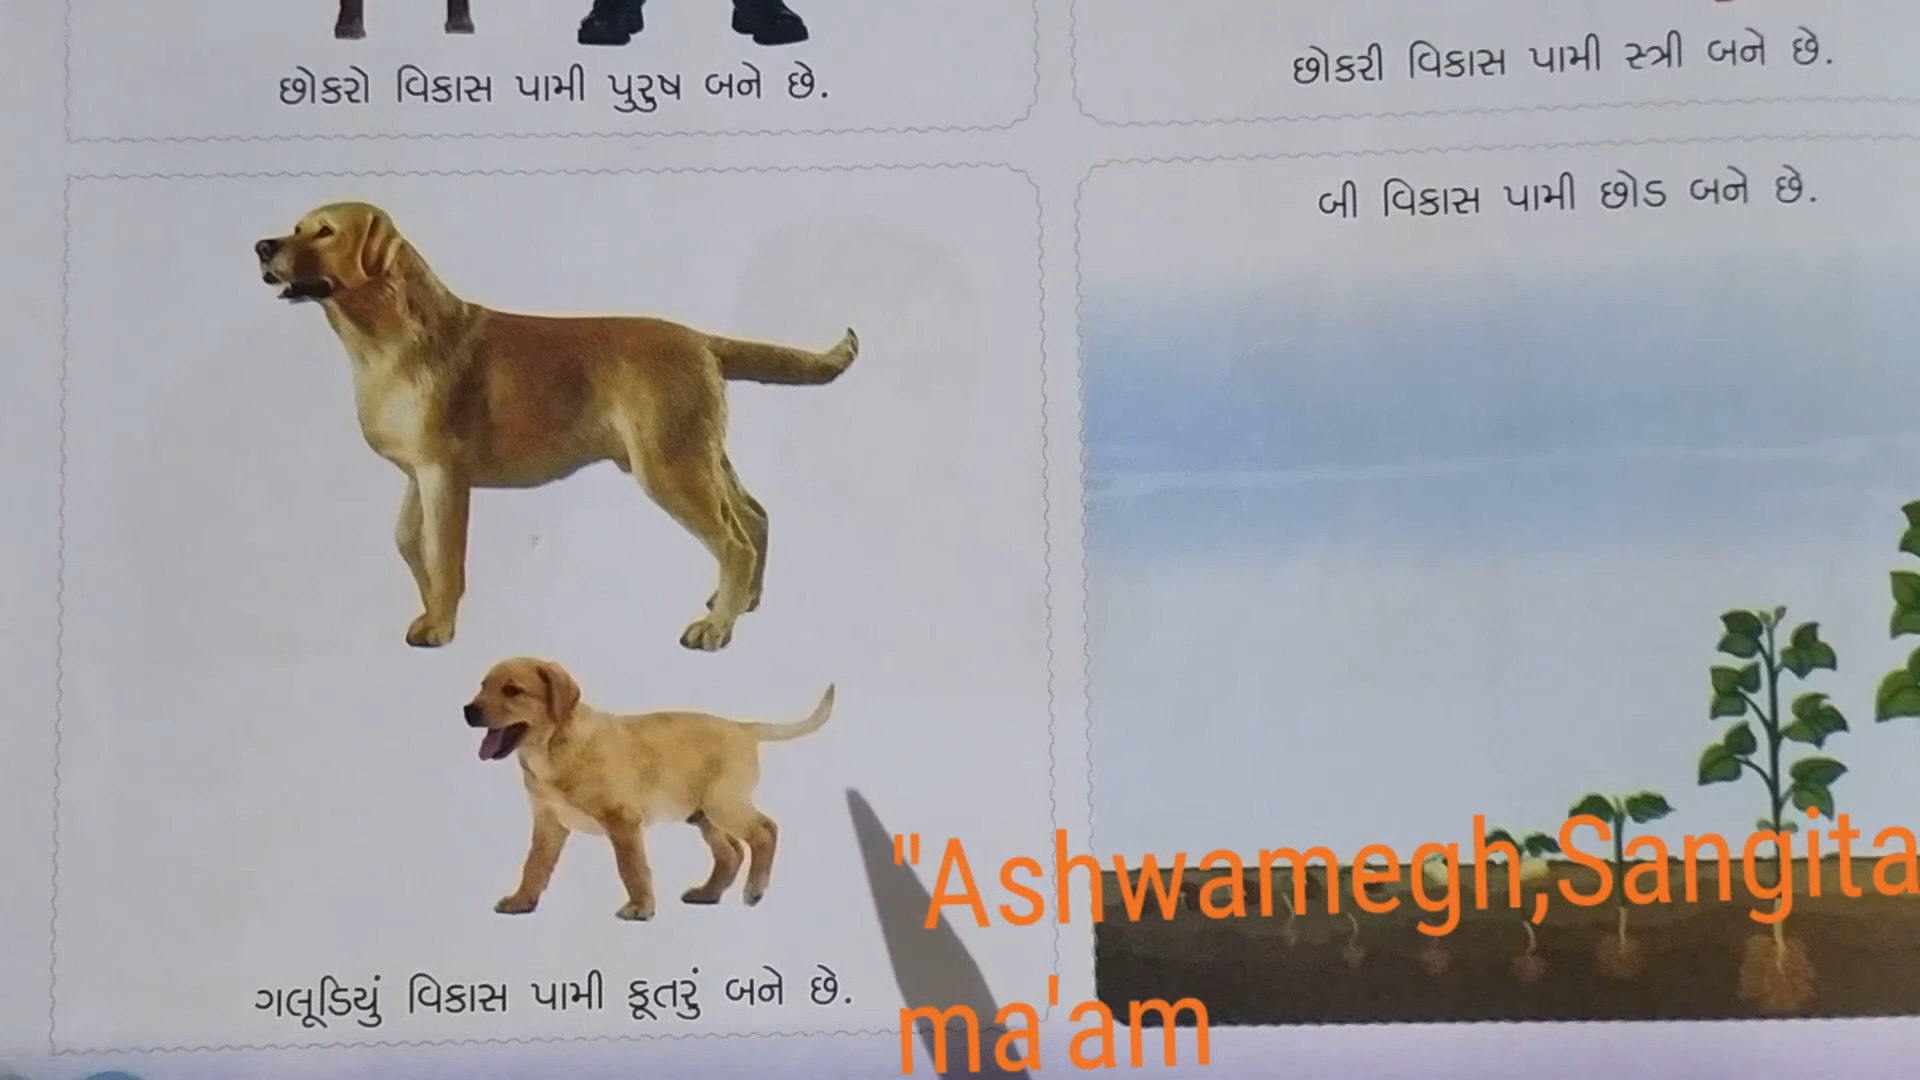 છોકરો વિકાસ પામી પુરુષ બને છે.
છોકરી વિકાસ પામી સ્ત્રી બને છે.
બી વિકાસ પામી છોડ બને છે.
ગલૂડિયું વિકાસ પામી કૂતરું બને છે.
"Ashwamegh,Sangita
ma'am